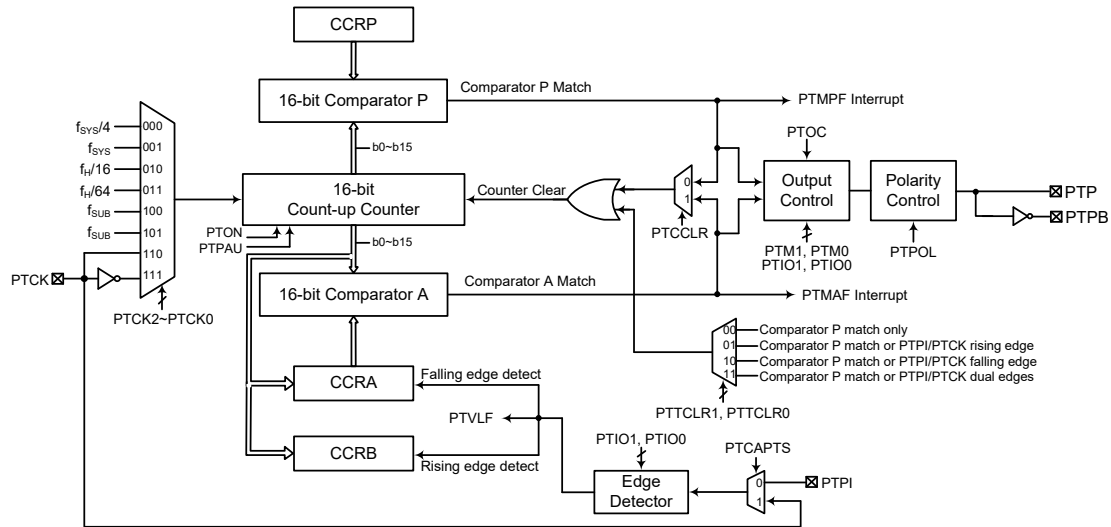 CCRP
16-bit Comparator P
Comparator P Match
PTMPF Interrupt
b0~b15
fSYS/4
000
fSYS
001
fH/16
010
fH/64
011
fSUB
100
fSUB
101
110
111
PTCK
PTCK2~PTCK0
16-bit
Count-up Counter
PTON
PTPAU
b0~b15
Counter Clear
0
1
PTCCLR
PTOC
Output
Control
PTM1, PTM0
PTIO1, PTIO0
Polarity
Control
PTPOL
PTP
PTPB
16-bit Comparator A
Comparator A Match
PTMAF Interrupt
00
Comparator P match only
01
Comparator P match or PTPI/PTCK rising edge
10
Comparator P match or PTPI/PTCK falling edge
11
Comparator P match or PTPI/PTCK dual edges
PTTCLR1, PTTCLR0
CCRA
Falling edge detect
PTVLF
CCRB
Rising edge detect
PTIO1, PTIO0
Edge
Detector
PTCAPTS
0
1
PTPI